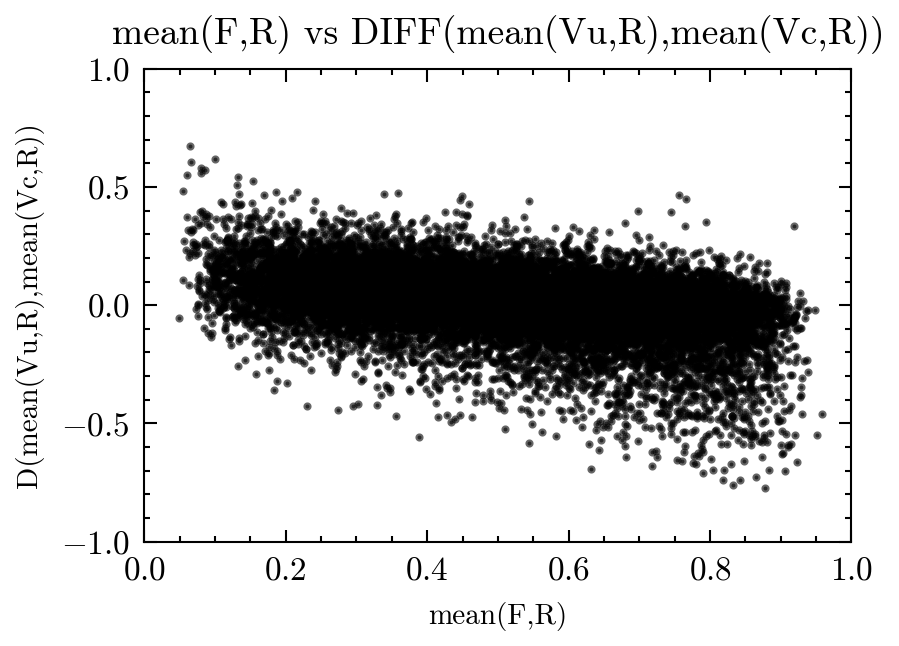 mean(F,R) vs DIFF(mean(Vu,R),mean(Vc,R))
1.0
0.5
0.0
−0.5
−1.0
D(mean(Vu,R),mean(Vc,R))
0.0 0.2 0.4 0.6 0.8 1.0
mean(F,R)